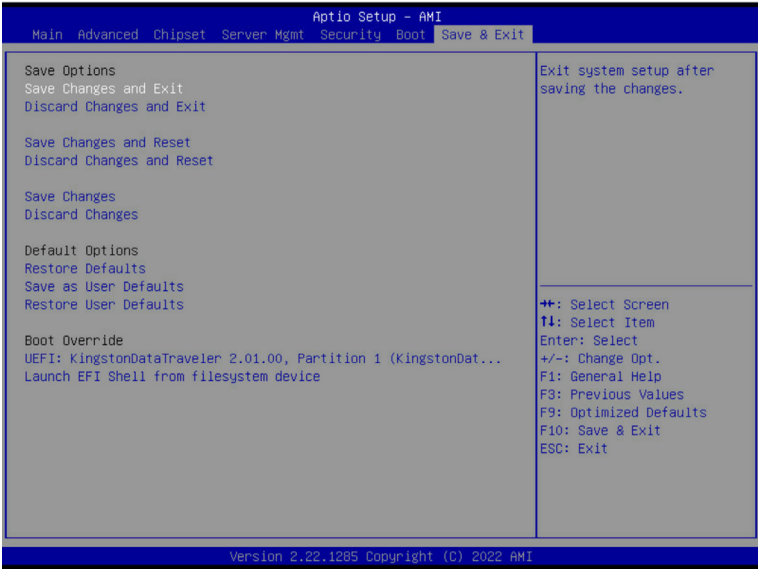 Aptio Setup - AMI
Main Advanced Chipset Server Mgmt Security Boot Save & Exit
Save Options
Save Changes and Exit
Discard Changes and Exit
Save Changes and Reset
Discard Changes and Reset
Save Changes
Discard Changes
Default Options
Restore Defaults
Save as User Defaults
Restore User Defaults
Boot Override
UEFI: KingstonDataTraveler 2.01.00, Partition 1 (KingstonDat...
Launch EFI Shell from filesystem device
Exit system setup after
saving the changes.
→←: Select Screen
↑↓: Select Item
Enter: Select
+/-: Change Opt.
F1: General Help
F3: Previous Values
F9: Optimized Defaults
F10: Save & Exit
ESC: Exit
Version 2.22.1285 Copyright (C) 2022 AMI